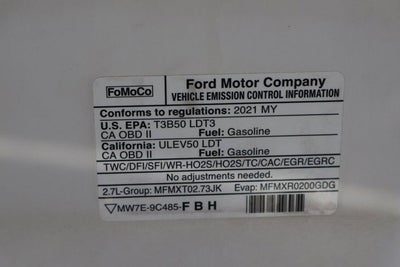 FoMoCo
Ford Motor Company
VEHICLE EMISSION CONTROL INFORMATION
Conforms to regulations: 2021 MY
U.S. EPA: T3B50 LDT3
CA OBD II Fuel: Gasoline
California: ULEV50 LDT
CA OBD II Fuel: Gasoline
TWC/DFI/SFI/WR-HO2S/HO2S/TC/CAC/EGR/EGRC
No adjustments needed.
2.7L-Group: MFMXT02.73JK Evap: MFMXR0200GDG
MW7E-9C485-FBH